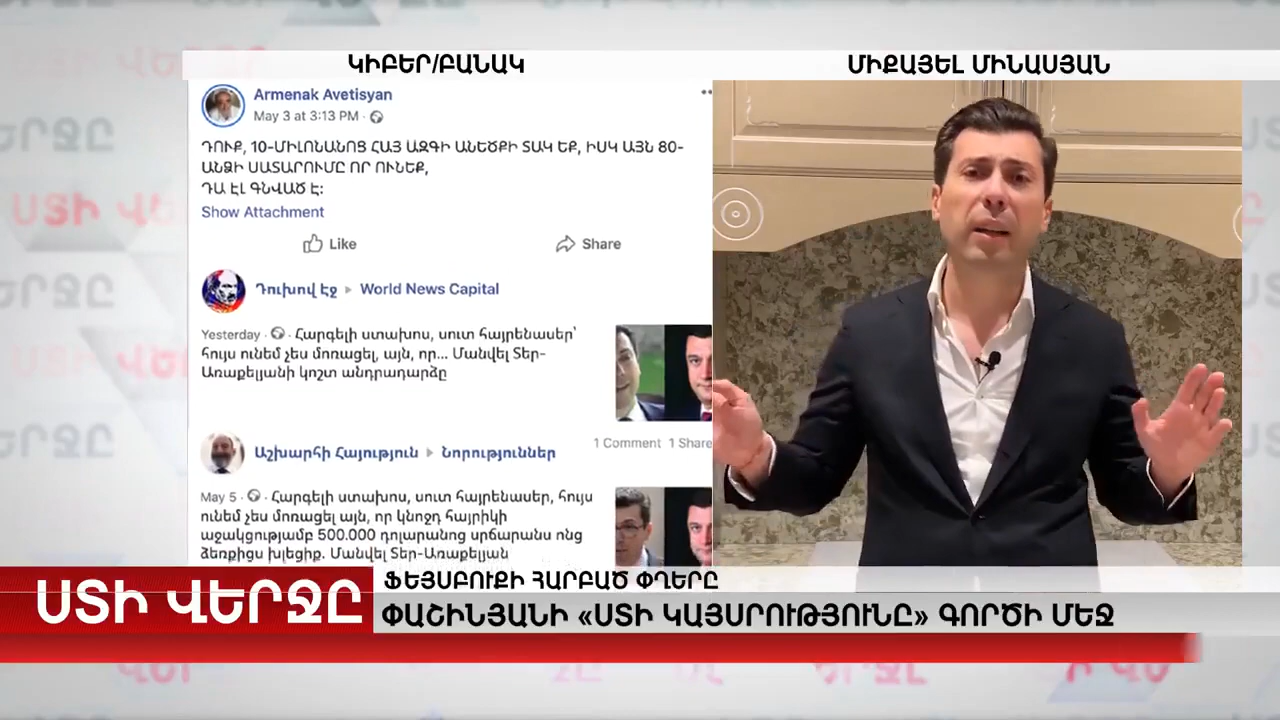 ԿԻԲԵՐ/ԲԱՆԱԿ
ՄԻՔԱՅԵԼ ՄԻՆԱՍՅԱՆ
Armenak Avetisyan
May 3 at 3:13 PM ·
ԴՈՒՔ, 10-ՄԻԼՈՆԱՆՈՑ ՀԱՅ ԱԶԳԻ ԱՆԵԾՔԻ ՏԱԿ ԵՔ, ԻՍԿ ԱՅՆ 80-
ԱՆՁԻ ՍԱՏԱՐՈՒՄԸ ՈՐ ՈՒՆԵՔ,
ԴԱ ԷԼ ԳՆՎԱԾ Է:
Show Attachment
Like
Share
Դուխով Էջ ▸ World News Capital
Yesterday · Հարգելի ստախոս, սուտ հայրենասեր՝
հույս ունեմ չես մոռացել, այն, որ... Մանվել Տեր-
Առաքելյանի կոշտ անդրադարձը
1 Comment 1 Share
Աշխարհի Հայություն ▸ Նորություններ
May 5 · Հարգելի ստախոս, սուտ հայրենասեր, հույս
ունեմ չես մոռացել այն, որ կնոջդ հայրիկի
աջակցությամբ 500.000 դոլարանոց սրճարանս ոնց
ձեռքիցս խլեցիք. Մանվել Տեր-Առաքելյան
ՍՏԻ ՎԵՐՋԸ
ՖԵՅՍԲՈՒՔԻ ՀԱՐԲԱԾ ՓՂԵՐԸ
ՓԱՇԻՆՅԱՆԻ «ՍՏԻ ԿԱՅՍՐՈՒԹՅՈՒՆԸ» ԳՈՐԾԻ ՄԵՋ